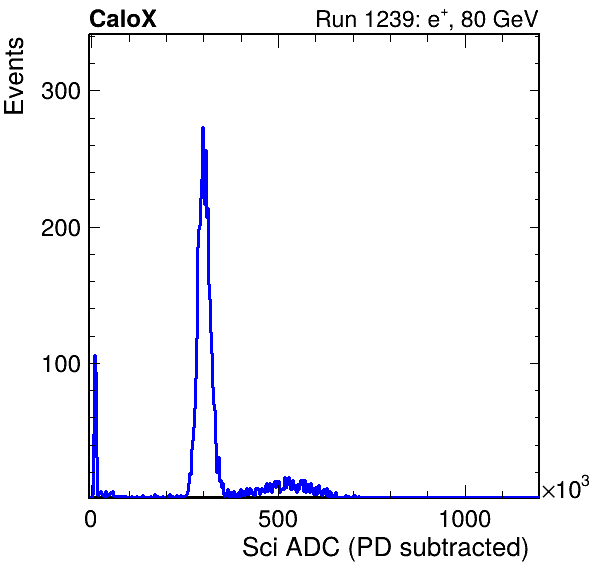 CaloX Run 1239: e⁺, 80 GeV
Events
300
200
100
0 500 1000 ×10³
Sci ADC (PD subtracted)